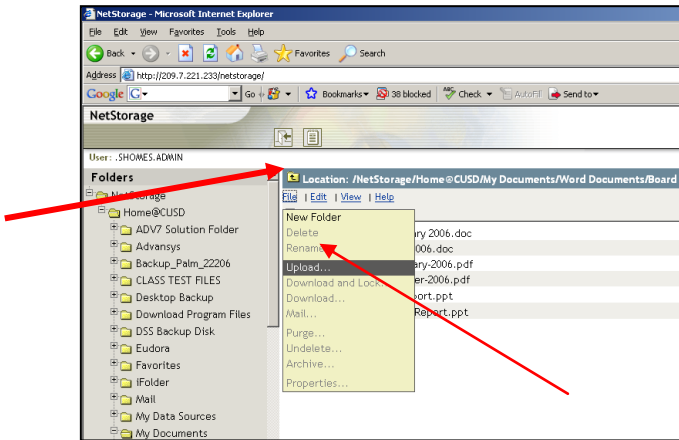 NetStorage - Microsoft Internet Explorer
File Edit View Favorites Tools Help
Back Favorites Search
Address http://209.7.221.233/netstorage/
Google G Go Bookmarks 38 blocked ABC Check AutoFill Send to
NetStorage
User: .SHOMES.ADMIN
Folders
NetStorage
Home@CUSD
ADV7 Solution Folder
Advansys
Backup_Palm_22206
CLASS TEST FILES
Desktop Backup
Download Program Files
DSS Backup Disk
Eudora
Favorites
iFolder
Mail
My Data Sources
My Documents
Location: /NetStorage/Home@CUSD/My Documents/Word Documents/Board
File | Edit | View | Help
New Folder
Delete ry 2006.doc
Rename 006.doc
Upload... ary-2006.pdf
Download and Lock. er-2006.pdf
Download... port.ppt
Mail... Report.ppt
Purge...
Undelete...
Archive...
Properties...